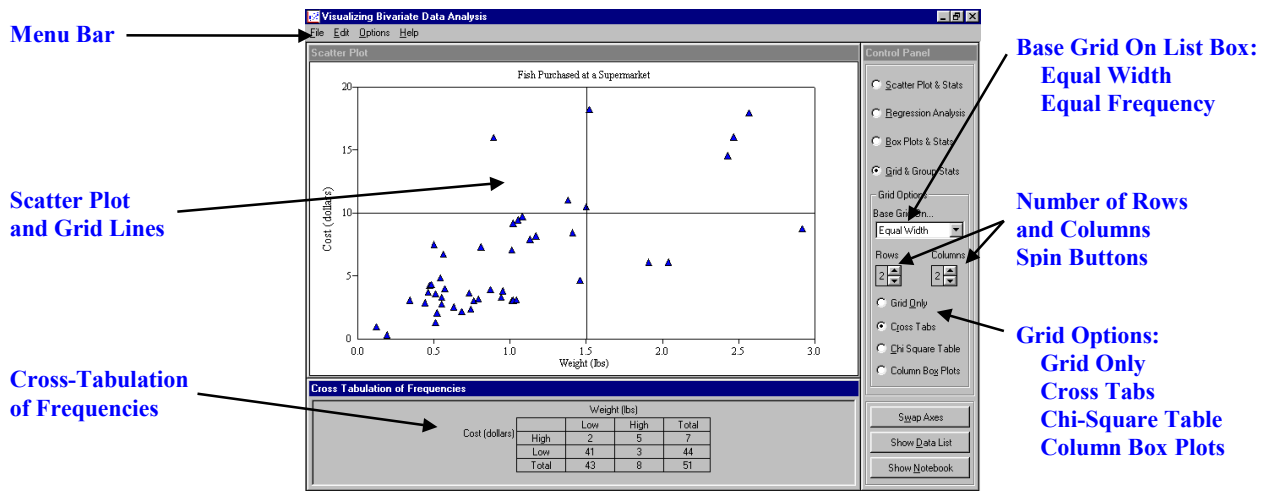 Menu Bar
Scatter Plot
and Grid Lines
Cross-Tabulation
of Frequencies
Visualizing Bivariate Data Analysis
File Edit Options Help
Scatter Plot
Fish Purchased at a Supermarket
20
15
10
5
0
Cost (dollars)
0.0 0.5 1.0 1.5 2.0 2.5 3.0
Weight (lbs)
Cross Tabulation of Frequencies
Weight (lbs)
Cost (dollars) Low High Total
High 2 5 7
Low 41 3 44
Total 43 8 51
Control Panel
Scatter Plot & Stats
Regression Analysis
Box Plots & Stats
Grid & Group Stats
Grid Options
Base Grid On...
Equal Width
Rows Columns
2 2
Grid Only
Cross Tabs
Chi Square Table
Column Box Plots
Swap Axes
Show Data List
Show Notebook
Base Grid On List Box:
Equal Width
Equal Frequency
Number of Rows
and Columns
Spin Buttons
Grid Options:
Grid Only
Cross Tabs
Chi-Square Table
Column Box Plots